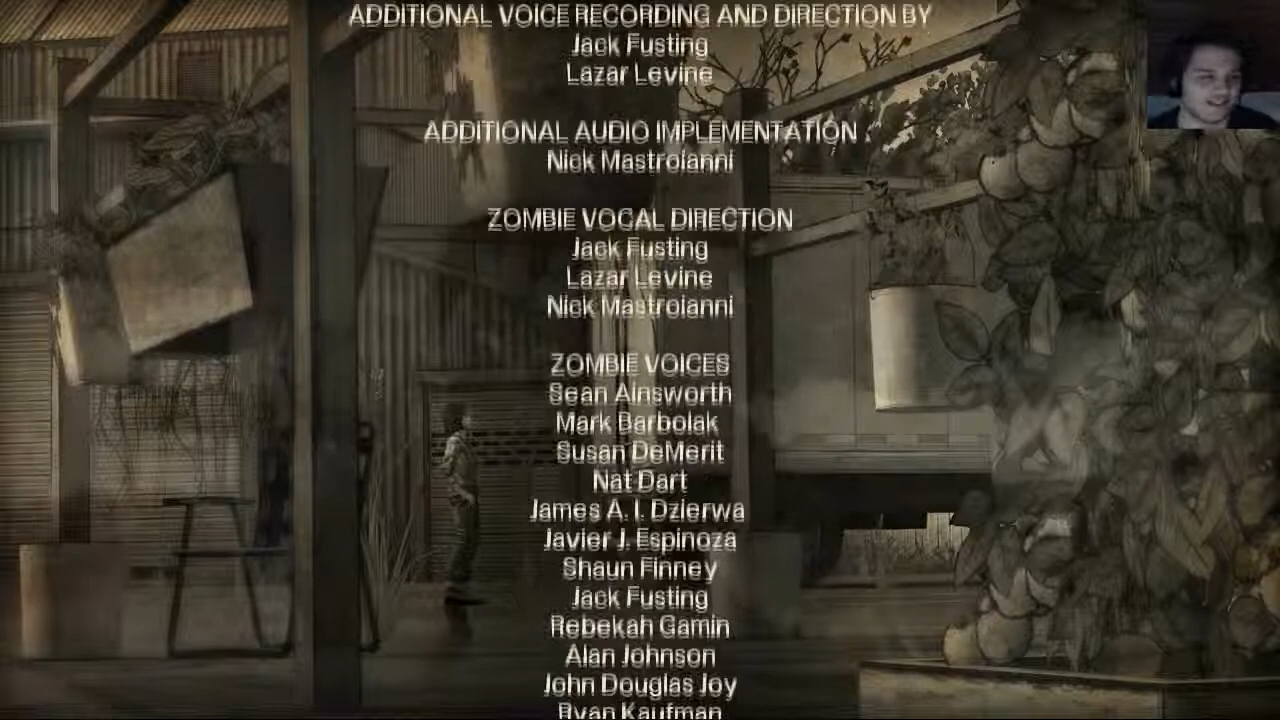 ADDITIONAL VOICE RECORDING AND DIRECTION BY
Jack Fusting
Lazar Levine
ADDITIONAL AUDIO IMPLEMENTATION
Nick Mastroianni
ZOMBIE VOCAL DIRECTION
Jack Fusting
Lazar Levine
Nick Mastroianni
ZOMBIE VOICES
Sean Ainsworth
Mark Barbolak
Susan DeMerit
Nat Dart
James A. I. Dzierwa
Javier J. Espinoza
Shaun Finney
Jack Fusting
Rebekah Gamin
Alan Johnson
John Douglas Joy
Ryan Kaufman